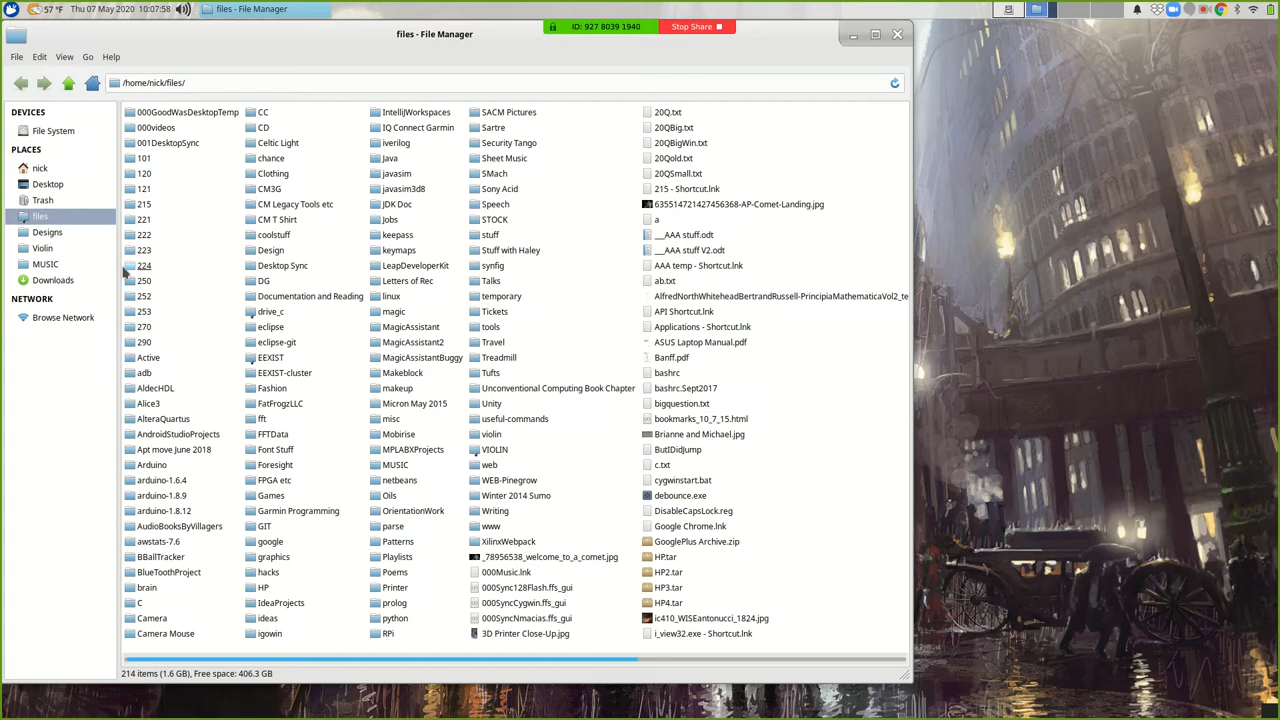 57 °F
Thu 07 May 2020 10:07:58
files - File Manager
files - File Manager
ID: 927 8039 1940
Stop Share
File Edit View Go Help
/home/nick/files/
DEVICES
File System
PLACES
nick
Desktop
Trash
files
Designs
Violin
MUSIC
Downloads
NETWORK
Browse Network
000GoodWasDesktopTemp
000videos
001DesktopSync
101
120
121
215
221
222
223
224
250
252
253
270
290
Active
adb
AldecHDL
Alice3
AlteraQuartus
AndroidStudioProjects
Apt move June 2018
Arduino
arduino-1.6.4
arduino-1.8.9
arduino-1.8.12
AudioBooksByVillagers
awstats-7.6
BBallTracker
BlueToothProject
brain
C
Camera
Camera Mouse
CC
CD
Celtic Light
chance
Clothing
CM3G
CM Legacy Tools etc
CM T Shirt
coolstuff
Design
Desktop Sync
DG
Documentation and Reading
drive_c
eclipse
eclipse-git
EEXIST
EEXIST-cluster
Fashion
FatFrogzLLC
fft
FFTData
Font Stuff
Foresight
FPGA etc
Games
Garmin Programming
GIT
google
graphics
hacks
HP
IdeaProjects
ideas
igowin
IntellijWorkspaces
IQ Connect Garmin
iverilog
Java
javasim
javasim3d8
JDK Doc
Jobs
keepass
keymaps
LeapDeveloperKit
Letters of Rec
linux
magic
MagicAssistant
MagicAssistant2
MagicAssistantBuggy
Makeblock
makeup
Micron May 2015
misc
Mobirise
MPLABXProjects
MUSIC
netbeans
Oils
OrientationWork
parse
Patterns
Playlists
Poems
Printer
prolog
python
RPi
SACM Pictures
Sartre
Security Tango
Sheet Music
SMach
Sony Acid
Speech
STOCK
stuff
Stuff with Haley
synfig
Talks
temporary
Tickets
tools
Travel
Treadmill
Tufts
Unconventional Computing Book Chapter
Unity
useful-commands
violin
VIOLIN
web
WEB-Pinegrow
Winter 2014 Sumo
Writing
www
XilinxWebpack
_78956538_welcome_to_a_comet.jpg
000Music.lnk
000Sync128Flash.ffs_gui
000SyncCygwin.ffs_gui
000SyncNmacias.ffs_gui
3D Printer Close-Up.jpg
20Q.txt
20QBig.txt
20QBigWin.txt
20Qold.txt
20QSmall.txt
215 - Shortcut.lnk
635514721427456368-AP-Comet-Landing.jpg
a
___AAA stuff.odt
___AAA stuff V2.odt
AAA temp - Shortcut.lnk
ab.txt
AlfredNorthWhiteheadBertrandRussell-PrincipiaMathematicaVol2_te
API Shortcut.lnk
Applications - Shortcut.lnk
ASUS Laptop Manual.pdf
Banff.pdf
bashrc
bashrc.Sept2017
bigquestion.txt
bookmarks_10_7_15.html
Brianne and Michael.jpg
ButIDidJump
c.txt
cygwinstart.bat
debounce.exe
DisableCapsLock.reg
Google Chrome.lnk
GooglePlus Archive.zip
HP.tar
HP2.tar
HP3.tar
HP4.tar
ic410_WISEantonucci_1824.jpg
i_view32.exe - Shortcut.lnk
214 items (1.6 GB), Free space: 406.3 GB